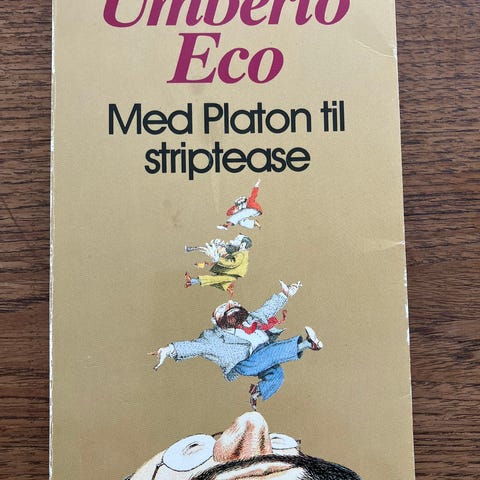 Umberto
Eco
Med Platon til
striptease